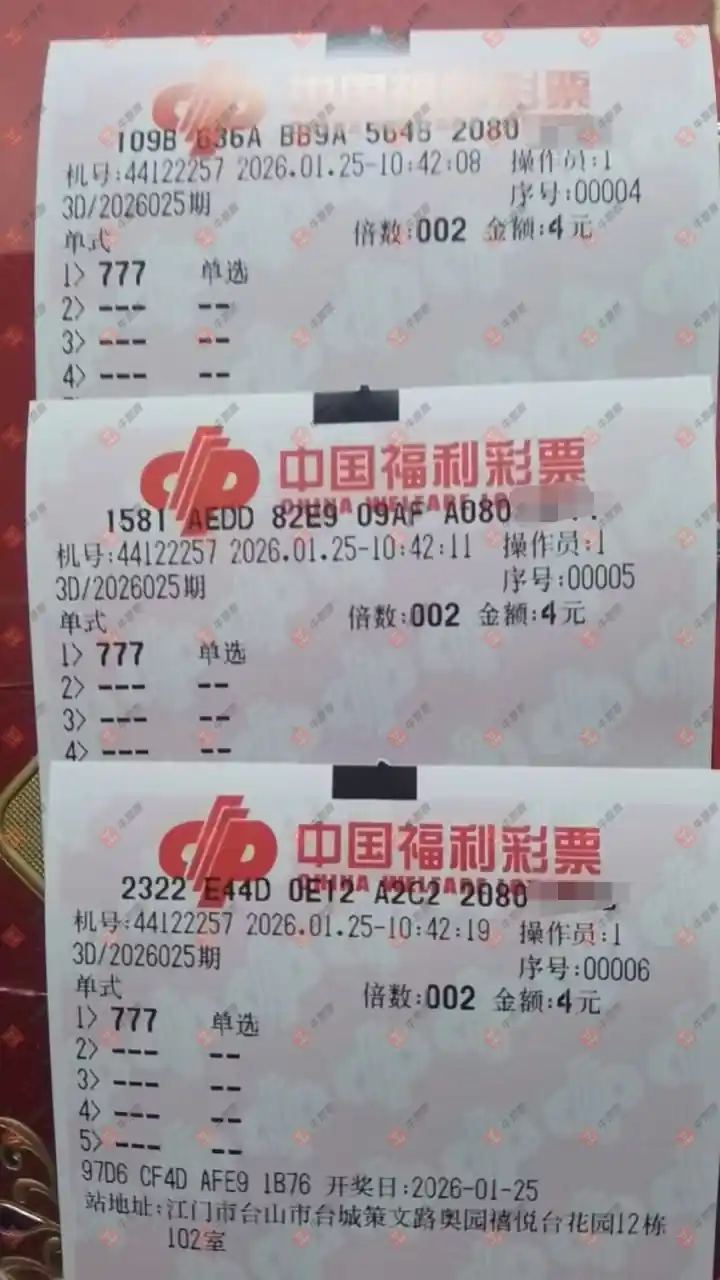 中国福利彩票
109B 636A BB9A 564B 2080
机号:44122257 2026.01.25-10:42:08 操作员:1
3D/2026025期 序号:00004
单式 倍数:002 金额:4元
1> 777 单选
2> --- --
3> --- --
4> --- --
中国福利彩票
CHINA WELFARE LO
1581 AEDD 82E9 09AF A080
机号:44122257 2026.01.25-10:42:11 操作员:1
3D/2026025期 序号:00005
单式 倍数:002 金额:4元
1> 777 单选
2> --- --
3> --- --
4> --- --
中国福利彩票
CHINA WELFARE LOT
2322 E44D 0E12 A2C2 2080
机号:44122257 2026.01.25-10:42:19 操作员:1
3D/2026025期 序号:00006
单式 倍数:002 金额:4元
1> 777 单选
2> --- --
3> --- --
4> --- --
5> --- --
97D6 CF4D AFE9 1B76 开奖日:2026-01-25
站地址:江门市台山市台城策文路奥园禧悦台花园12栋
102室